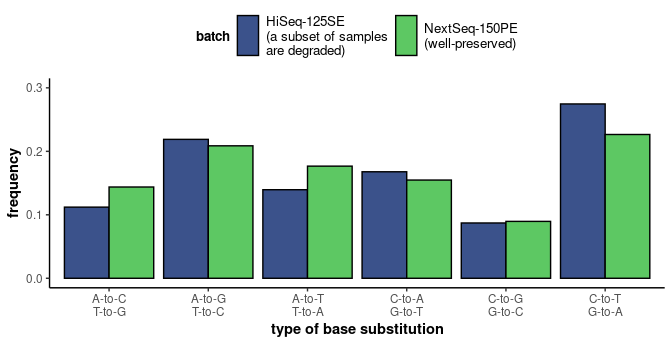 batch
HiSeq-125SE
(a subset of samples
are degraded)
NextSeq-150PE
(well-preserved)
frequency
0.3
0.2
0.1
0.0
A-to-C
T-to-G
A-to-G
T-to-C
A-to-T
T-to-A
C-to-A
G-to-T
C-to-G
G-to-C
C-to-T
G-to-A
type of base substitution